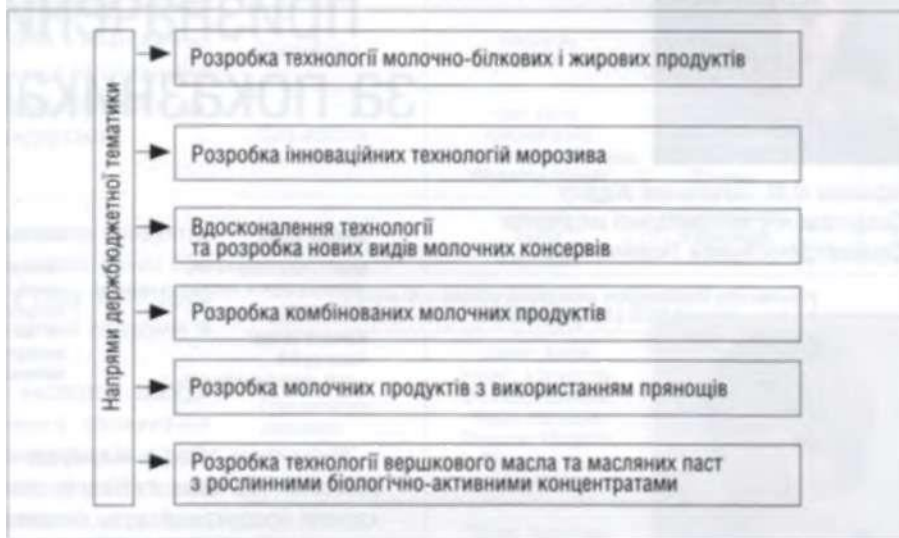 Напрями держбюджетної тематики
Розробка технології молочно-білкових і жирових продуктів
Розробка інноваційних технологій морозива
Вдосконалення технології
та розробка нових видів молочних консервів
Розробка комбінованих молочних продуктів
Розробка молочних продуктів з використанням прянощів
Розробка технології вершкового масла та масляних паст
з рослинними біологічно-активними концентратами